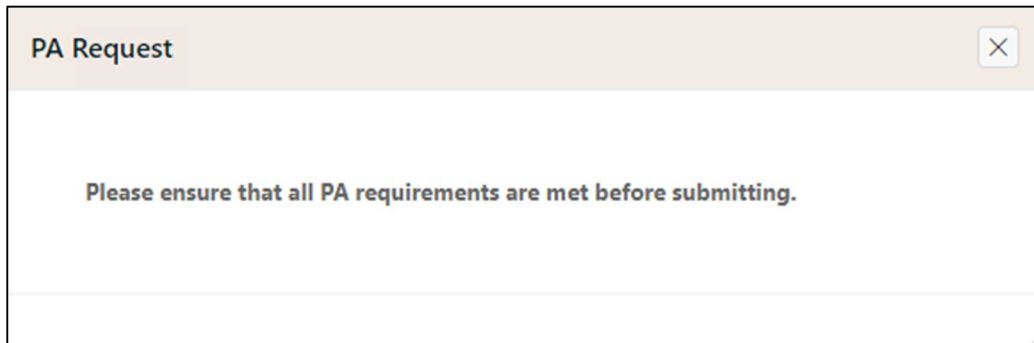 PA Request
Please ensure that all PA requirements are met before submitting.